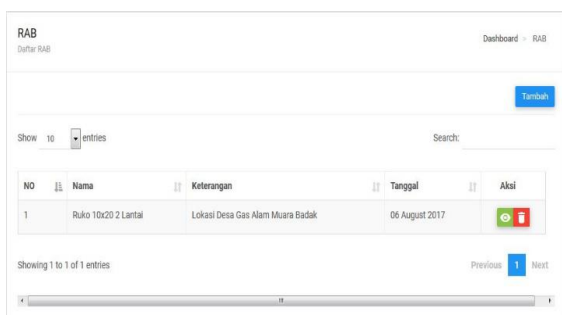 RAB
Dashboard > RAB
Daftar RAB
Tambah
Show 10 entries
Search:
NO Nama Keterangan Tanggal Aksi
1 Ruko 10x20 2 Lantai Lokasi Desa Gas Alam Muara Badak 06 August 2017
Showing 1 to 1 of 1 entries
Previous 1 Next